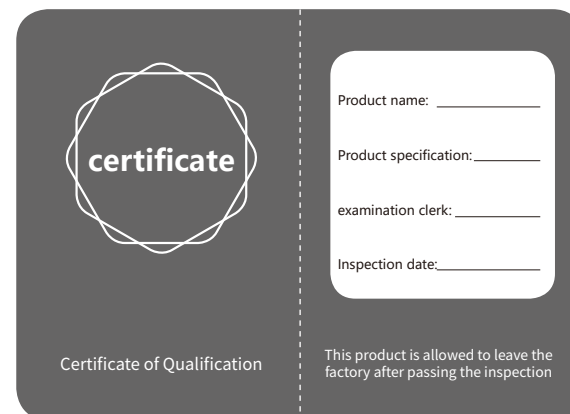 certificate
Certificate of Qualification
Product name:
Product specification:
examination clerk:
Inspection date:
This product is allowed to leave the
factory after passing the inspection